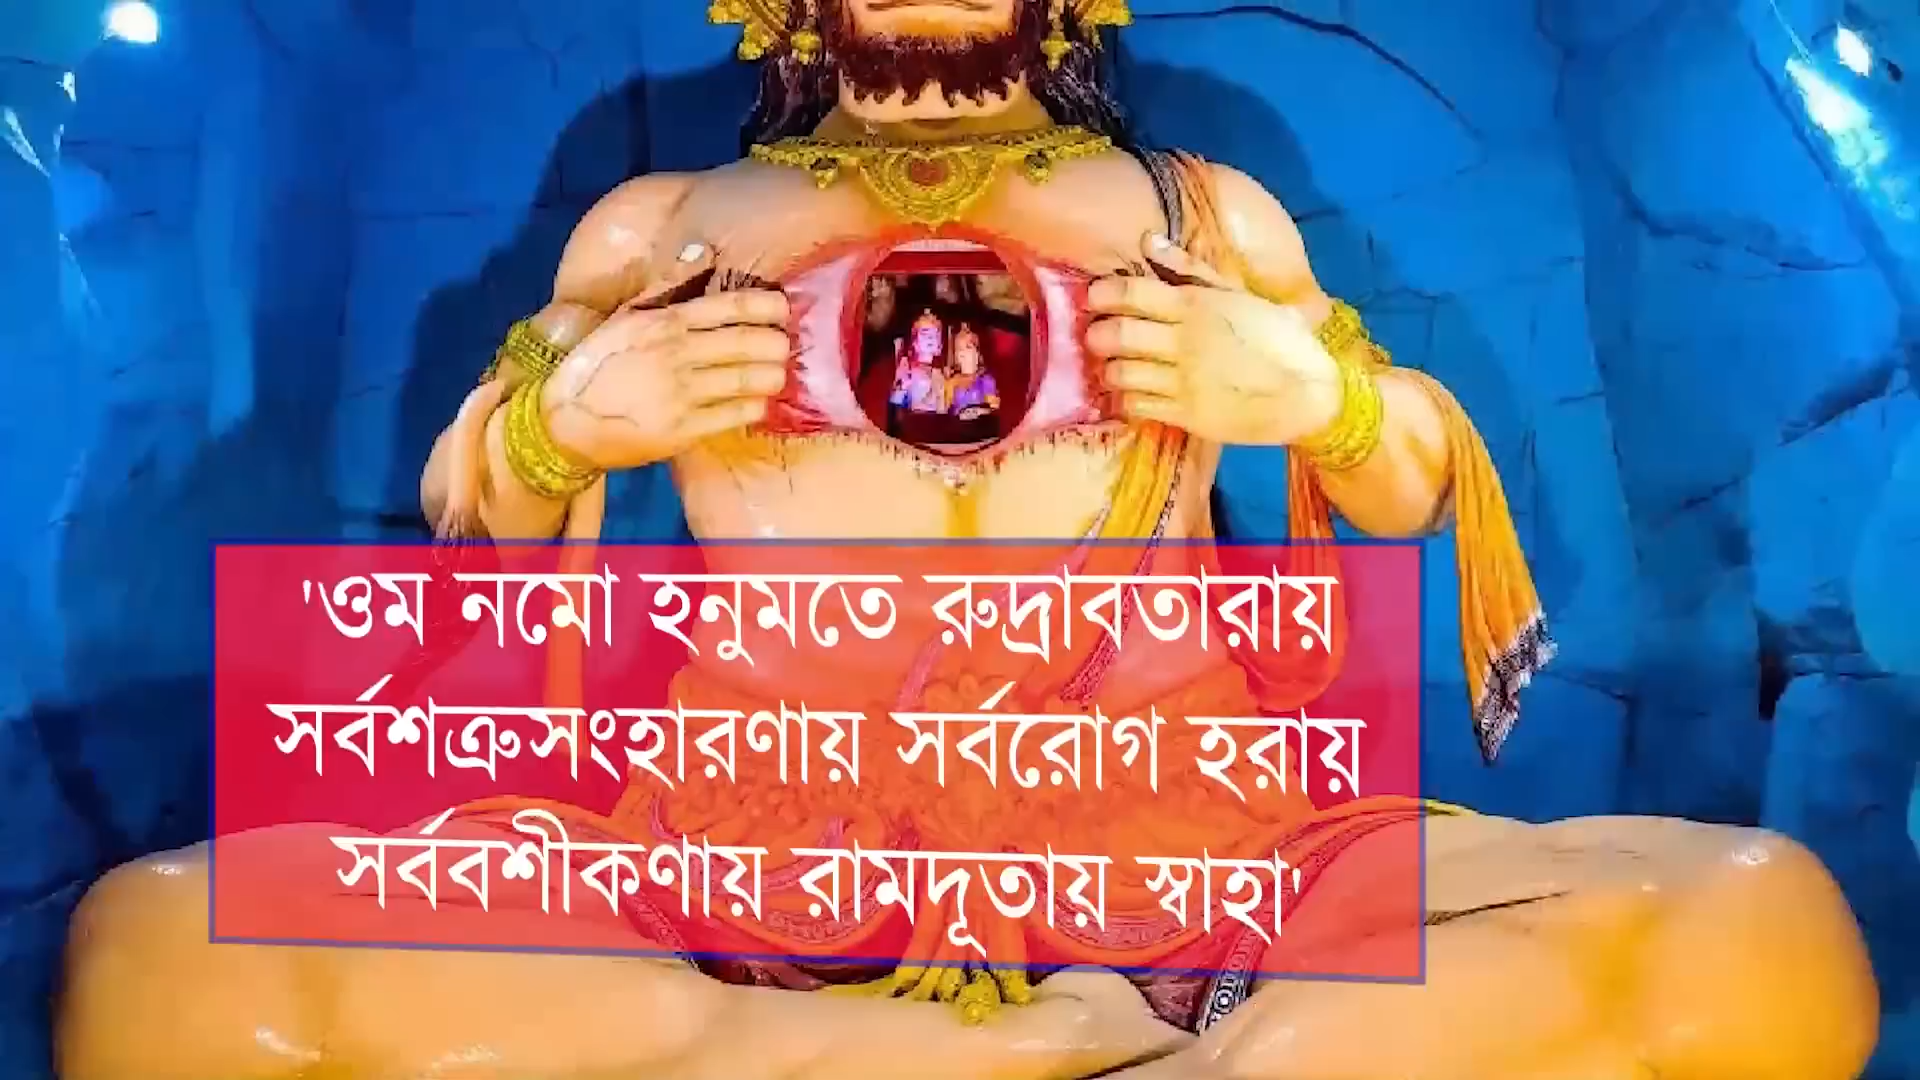 'ওম নমো হনুমতে রুদ্রাবতারায়
সর্বশত্রুসংহারণায় সর্বরোগ হরায়
সর্ববশীকণায় রামদূতায় স্বাহা'